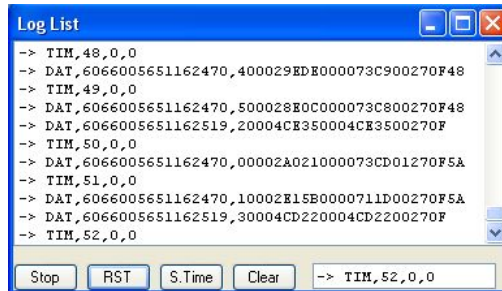 Log List
-> TIM,48,0,0
-> DAT,6066005651162470,400029EDE000073C900270F48
-> TIM,49,0,0
-> DAT,6066005651162470,500028E0C000073C800270F48
-> DAT,6066005651162519,20004CE350004CE3500270F
-> TIM,50,0,0
-> DAT,6066005651162470,00002A021000073CD01270F5A
-> TIM,51,0,0
-> DAT,6066005651162470,10002E15B0000711D00270F5A
-> DAT,6066005651162519,30004CD220004CD2200270F
-> TIM,52,0,0
Stop RST S.Time Clear -> TIM,52,0,0